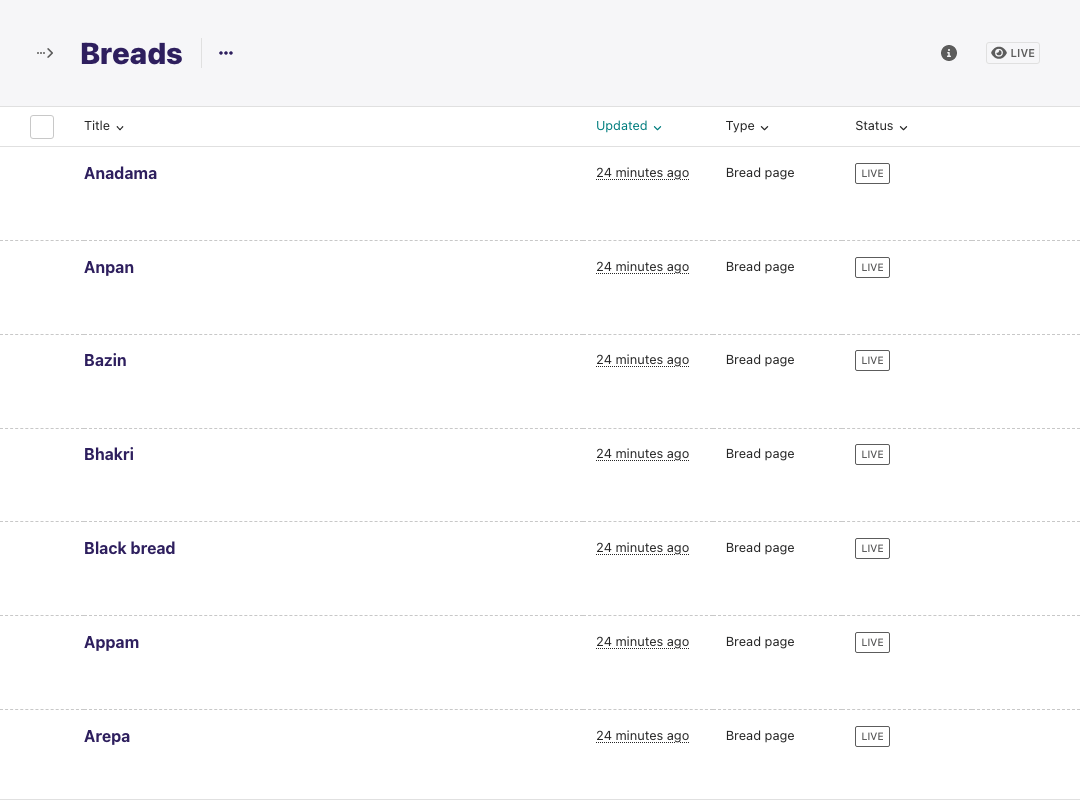 Breads
LIVE
Title Updated Type Status
Anadama 24 minutes ago Bread page LIVE
Anpan 24 minutes ago Bread page LIVE
Bazin 24 minutes ago Bread page LIVE
Bhakri 24 minutes ago Bread page LIVE
Black bread 24 minutes ago Bread page LIVE
Appam 24 minutes ago Bread page LIVE
Arepa 24 minutes ago Bread page LIVE